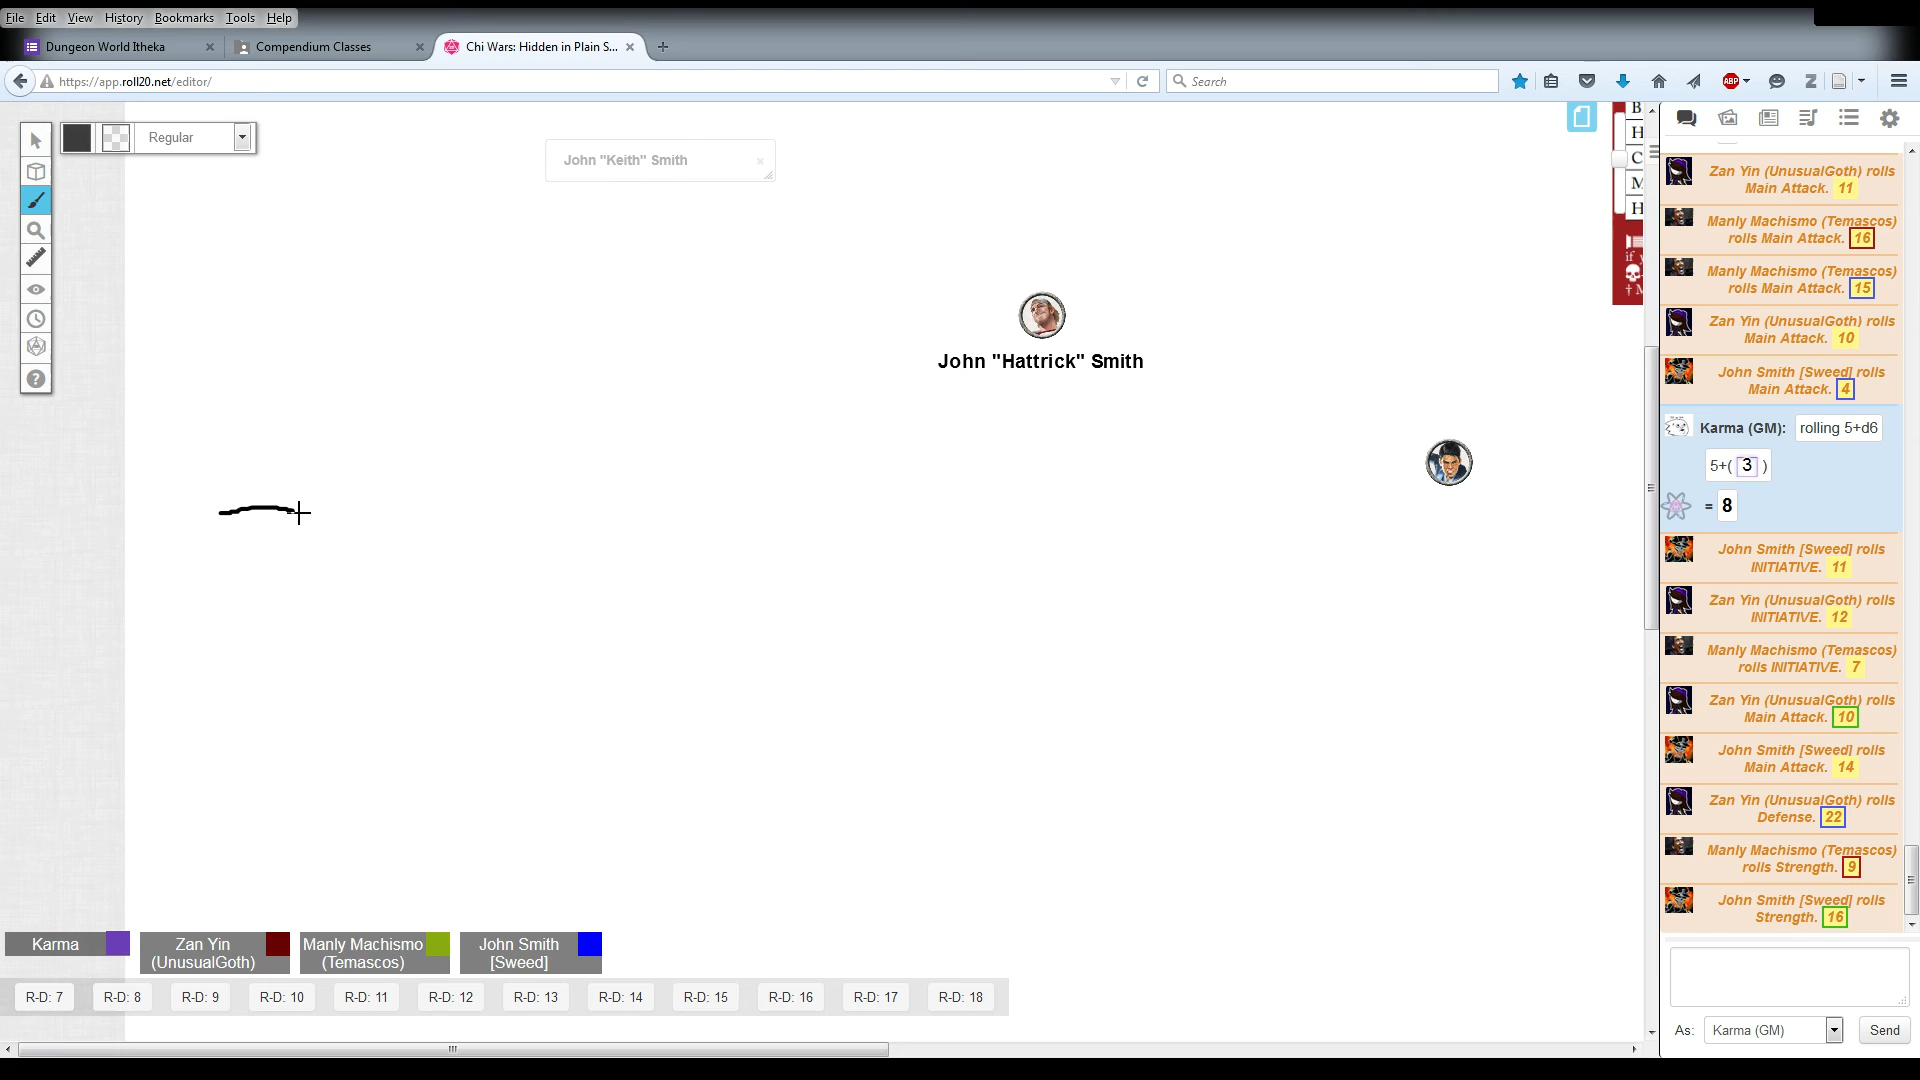 File Edit View History Bookmarks Tools Help
Dungeon World Itheka × Compendium Classes × Chi Wars: Hidden in Plain S... × +
https://app.roll20.net/editor/
Search
ABP
Z
Regular
John "Keith" Smith ×
B
H
C
M
H
if y
† M
John "Hattrick" Smith
Zan Yin (UnusualGoth) rolls
Main Attack. 11
Manly Machismo (Temascos)
rolls Main Attack. 16
Manly Machismo (Temascos)
rolls Main Attack. 15
Zan Yin (UnusualGoth) rolls
Main Attack. 10
John Smith [Sweed] rolls
Main Attack. 4
Karma (GM): rolling 5+d6
5+( 3 )
= 8
John Smith [Sweed] rolls
INITIATIVE. 11
Zan Yin (UnusualGoth) rolls
INITIATIVE. 12
Manly Machismo (Temascos)
rolls INITIATIVE. 7
Zan Yin (UnusualGoth) rolls
Main Attack. 10
John Smith [Sweed] rolls
Main Attack. 14
Zan Yin (UnusualGoth) rolls
Defense. 22
Manly Machismo (Temascos)
rolls Strength. 9
John Smith [Sweed] rolls
Strength. 16
Karma
Zan Yin
(UnusualGoth)
Manly Machismo
(Temascos)
John Smith
[Sweed]
R-D: 7 R-D: 8 R-D: 9 R-D: 10 R-D: 11 R-D: 12 R-D: 13 R-D: 14 R-D: 15 R-D: 16 R-D: 17 R-D: 18
As: Karma (GM) Send